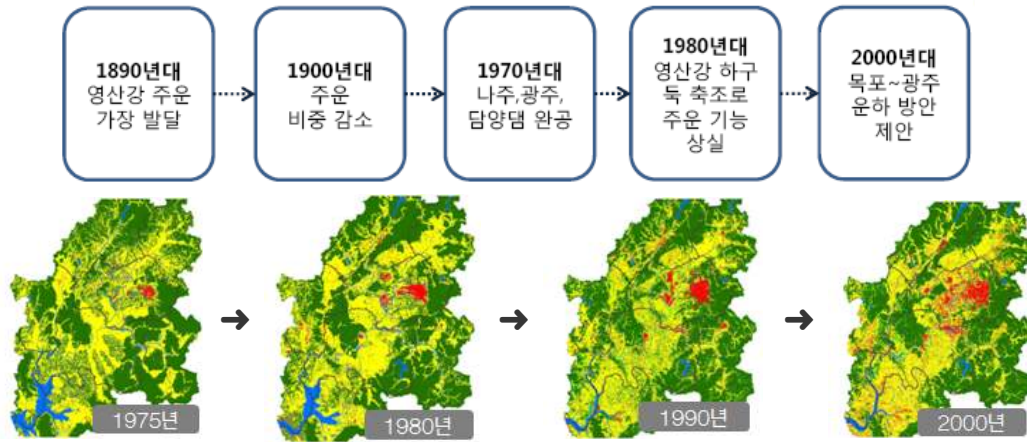 1890년대
영산강 주운
가장 발달
1900년대
주운
비중 감소
1970년대
나주,광주,
담양댐 완공
1980년대
영산강 하구
둑 축조로
주운 기능
상실
2000년대
목포~광주
운하 방안
제안
1975년
1980년
1990년
2000년